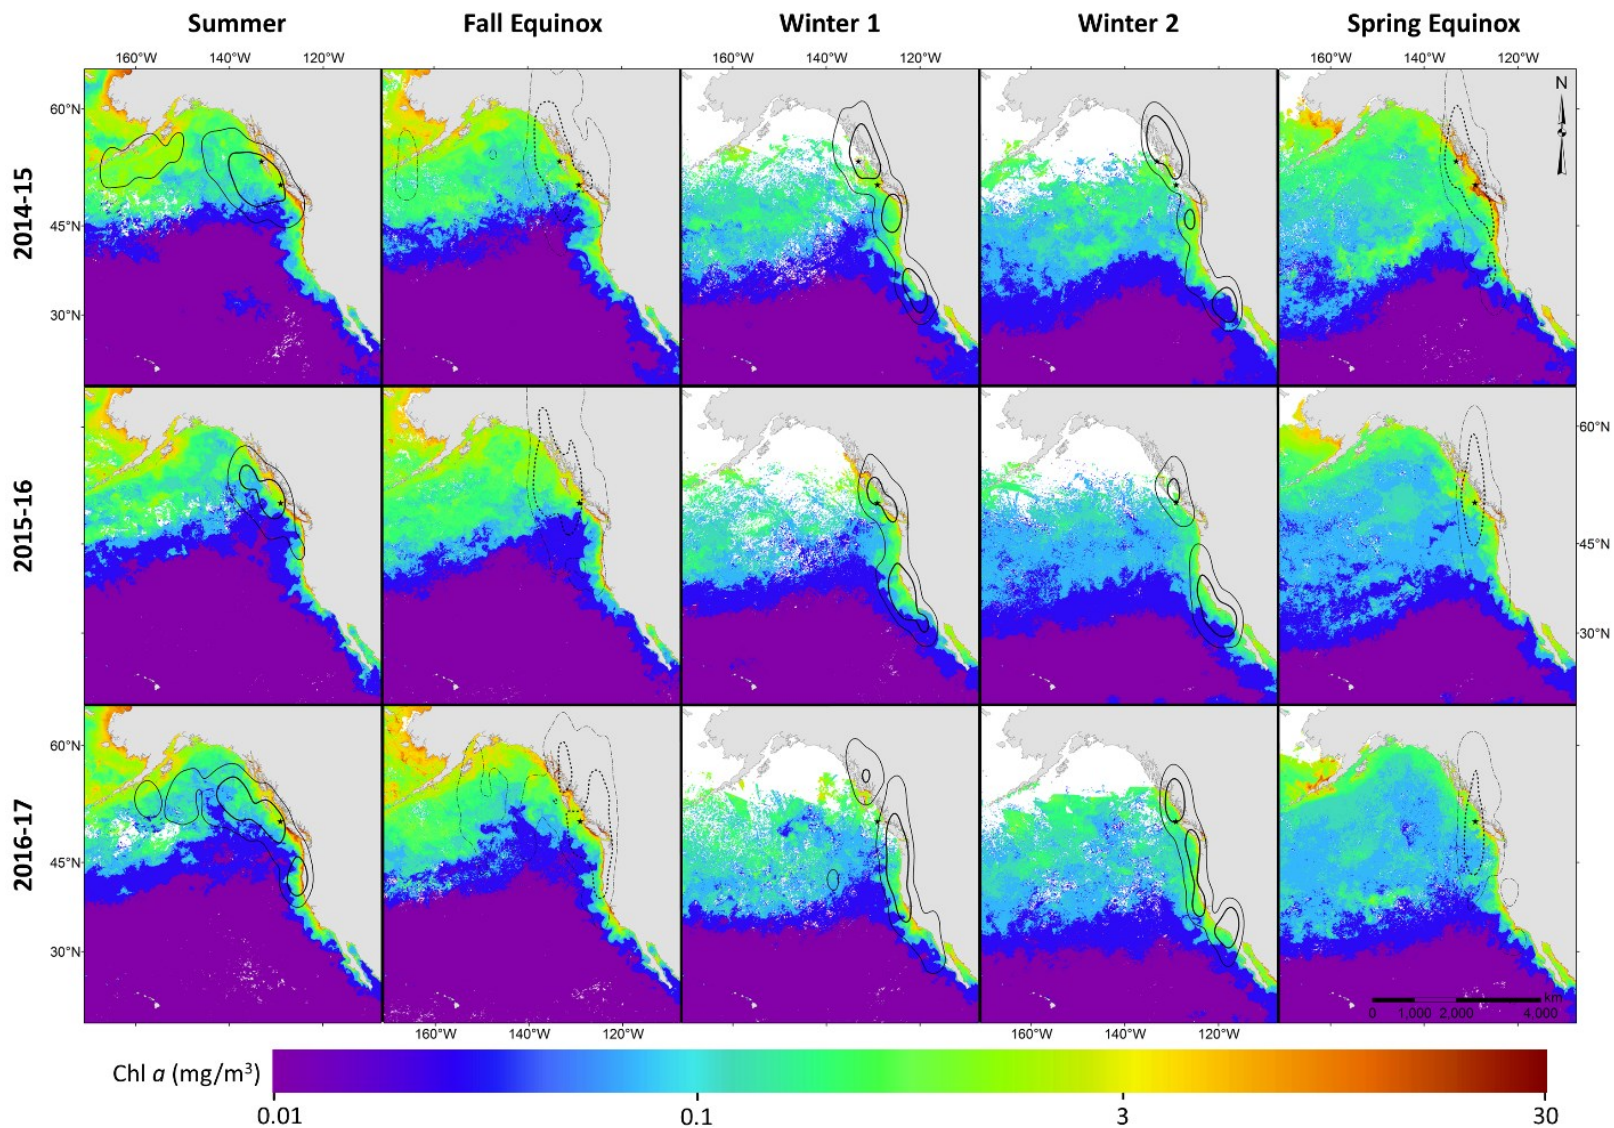 Summer Fall Equinox Winter 1 Winter 2 Spring Equinox
160°W 140°W 120°W 160°W 140°W 120°W 160°W 140°W 120°W
60°N
N
2014-15
45°N
30°N
2015-16
60°N
45°N
30°N
2016-17
60°N
45°N
30°N
km
0 1,000 2,000 4,000
160°W 140°W 120°W 160°W 140°W 120°W
Chl a (mg/m³)
0.01 0.1 3 30